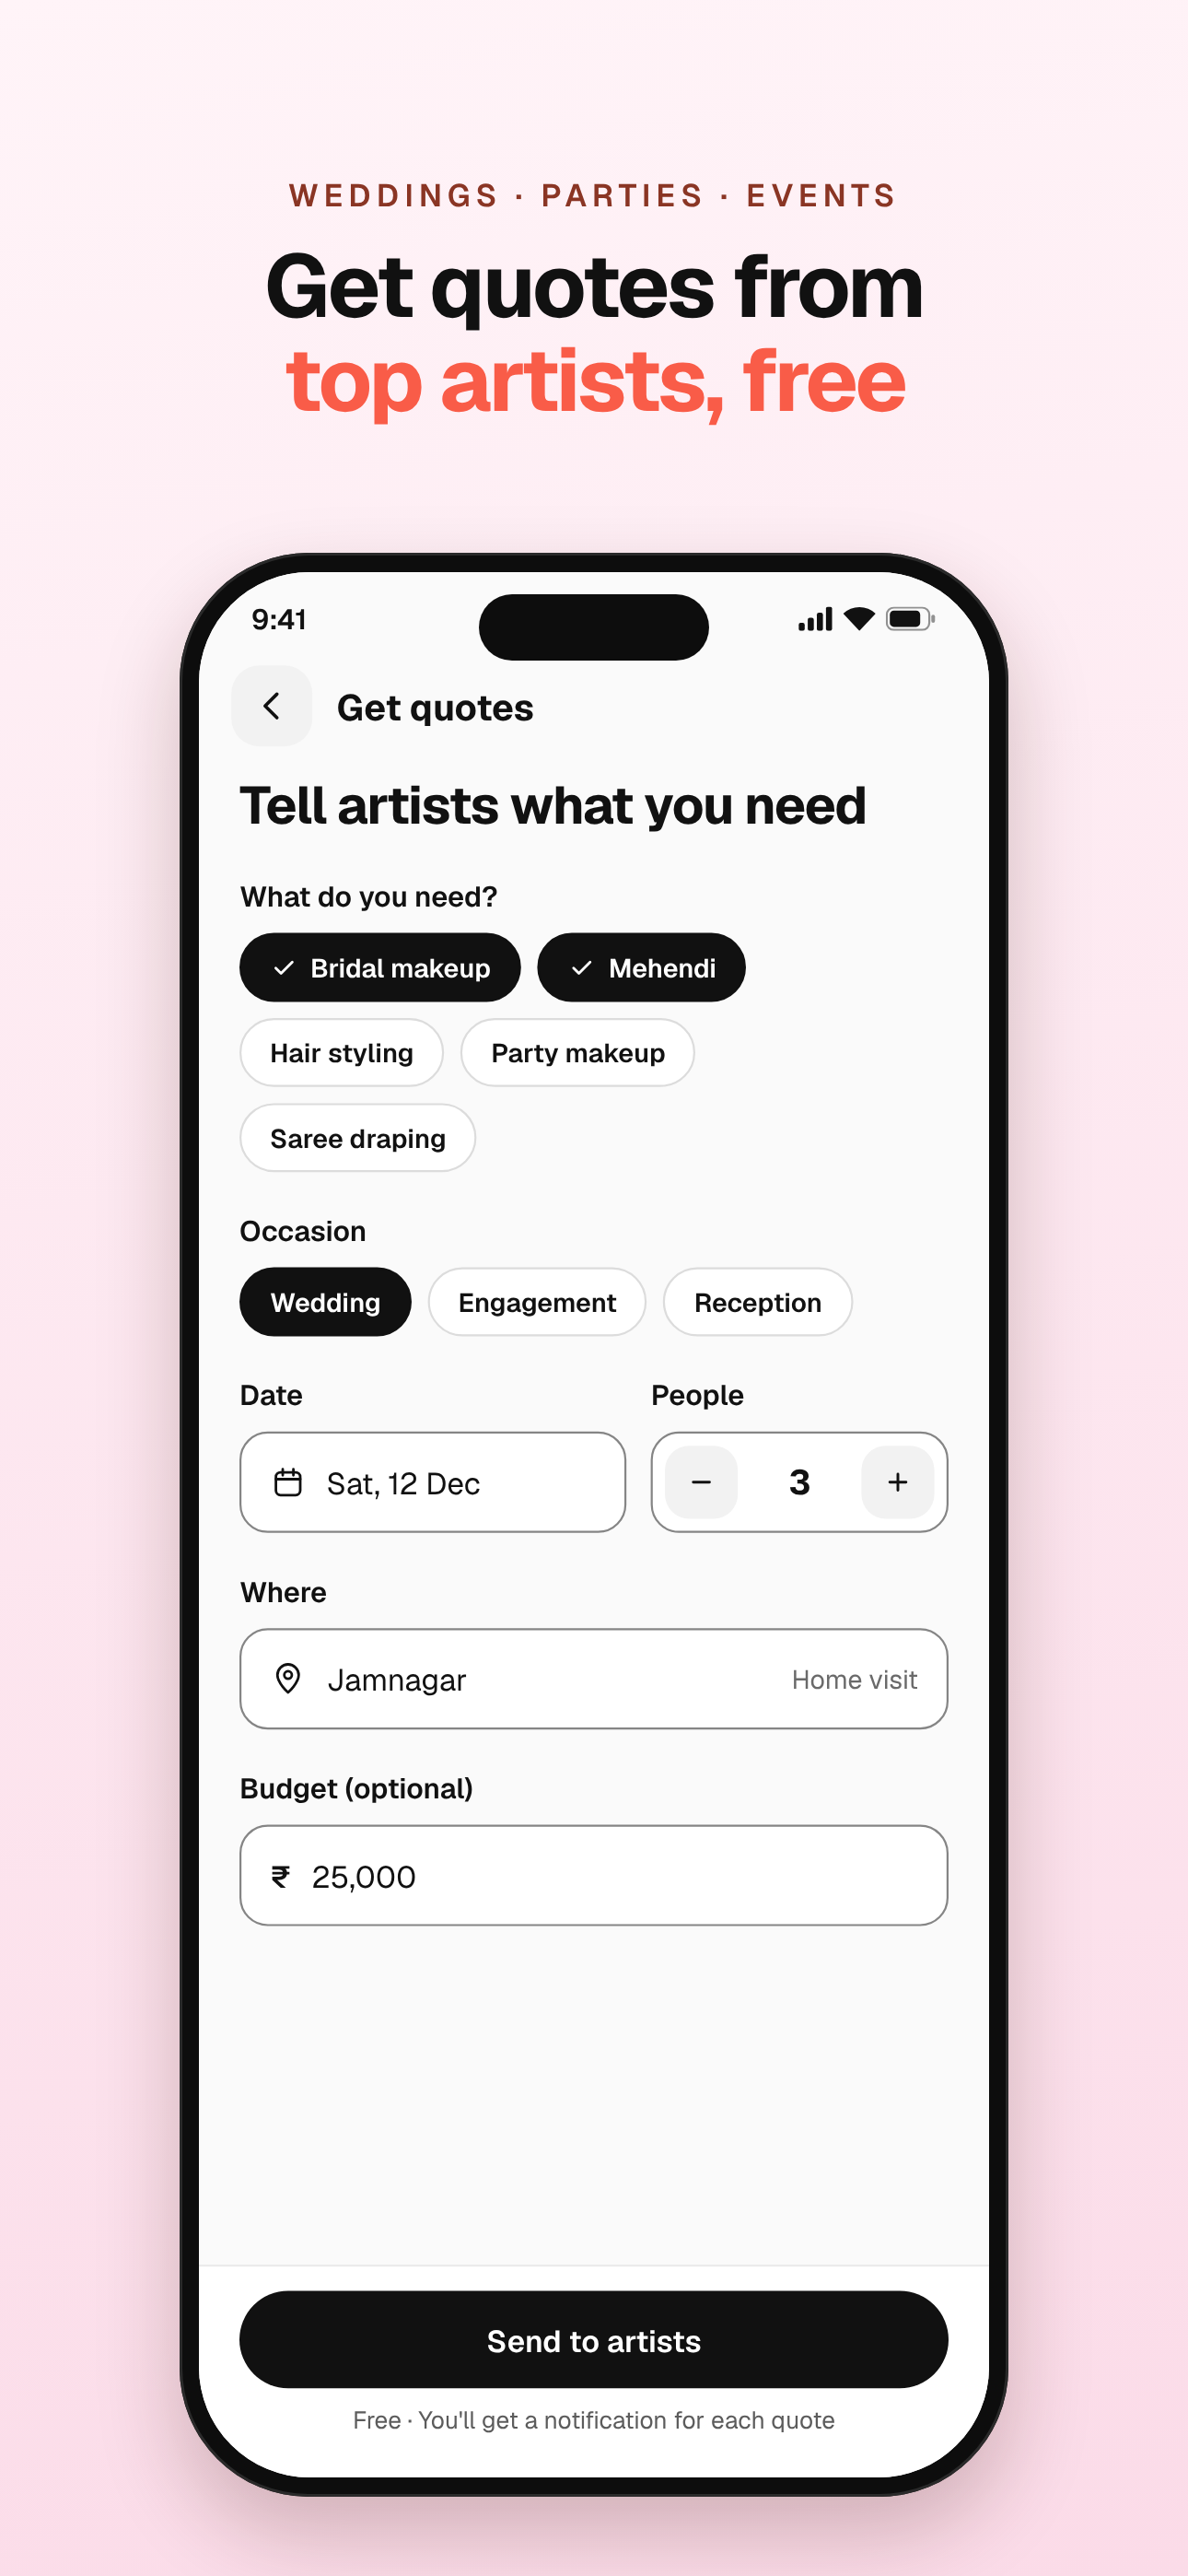 WEDDINGS · PARTIES · EVENTS
Get quotes from
top artists, free
9:41
Get quotes
Tell artists what you need
What do you need?
Bridal makeup
Mehendi
Hair styling
Party makeup
Saree draping
Occasion
Wedding
Engagement
Reception
Date
People
Sat, 12 Dec
3
Where
Jamnagar
Home visit
Budget (optional)
₹ 25,000
Send to artists
Free · You'll get a notification for each quote